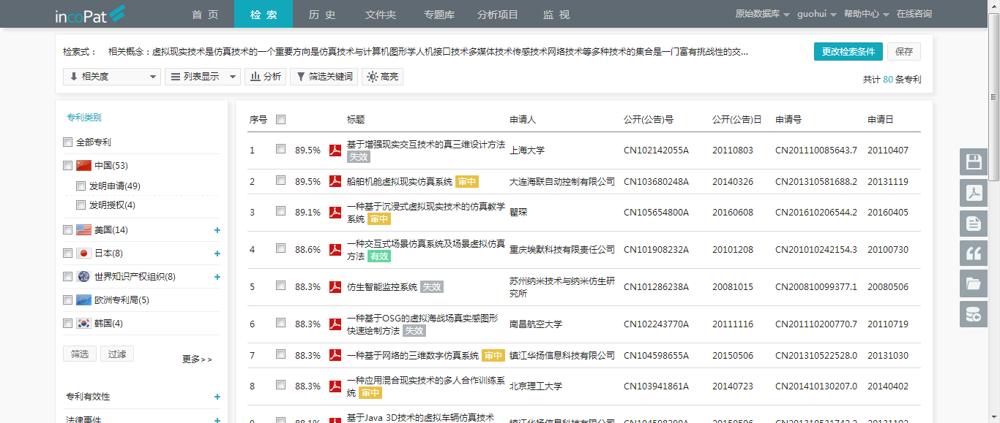 incoPat
首 页
检 索
历 史
文件夹
专题库
分析项目
监 视
原始数据库
guohui
帮助中心
在线咨询
检索式： 相关概念：虚拟现实技术是仿真技术的一个重要方向是仿真技术与计算机图形学人机接口技术多媒体技术传感技术网络技术等多种技术的集合是一门富有挑战性的交...
更改检索条件
保存
相关度
列表显示
分析
筛选关键词
高亮
共计 80 条专利
专利类别
全部专利
中国(53)
发明申请(49)
发明授权(4)
美国(14)
日本(8)
世界知识产权组织(8)
欧洲专利局(5)
韩国(4)
筛选
过滤
更多>>
专利有效性
法律事件
序号 标题 申请人 公开(公告)号 公开(公告)日 申请号 申请日
1 89.5% 基于增强现实交互技术的真三维设计方法 上海大学 CN102142055A 20110803 CN201110085643.7 20110407
失效
2 89.5% 船舶机舱虚拟现实仿真系统 审中 大连海联自动控制有限公司 CN103680248A 20140326 CN201310581688.2 20131119
3 89.1% 一种基于沉浸式虚拟现实技术的仿真教学 瞿琛 CN105654800A 20160608 CN201610206544.2 20160405
系统 审中
4 88.6% 一种交互式场景仿真系统及场景虚拟仿真 重庆埃默科技有限责任公司 CN101908232A 20101208 CN201010242154.3 20100730
方法 有效
5 88.3% 仿生智能监控系统 失效 苏州纳米技术与纳米仿生研 CN101286238A 20081015 CN200810099377.1 20080506
究所
6 88.3% 一种基于OSG的虚拟海战场真实感图形 南昌航空大学 CN102243770A 20111116 CN201110200770.7 20110719
快速绘制方法 失效
7 88.3% 一种基于网络的三维数字仿真系统 审中 镇江华扬信息科技有限公司 CN104598655A 20150506 CN201310522528.0 20131030
8 88.3% 一种应用混合现实技术的多人合作训练系 北京理工大学 CN103941861A 20140723 CN201410130207.0 20140402
统 审中
基于Java 3D技术的虚拟车辆仿真技术
9 88.1% 镇江华扬信息科技有限公司